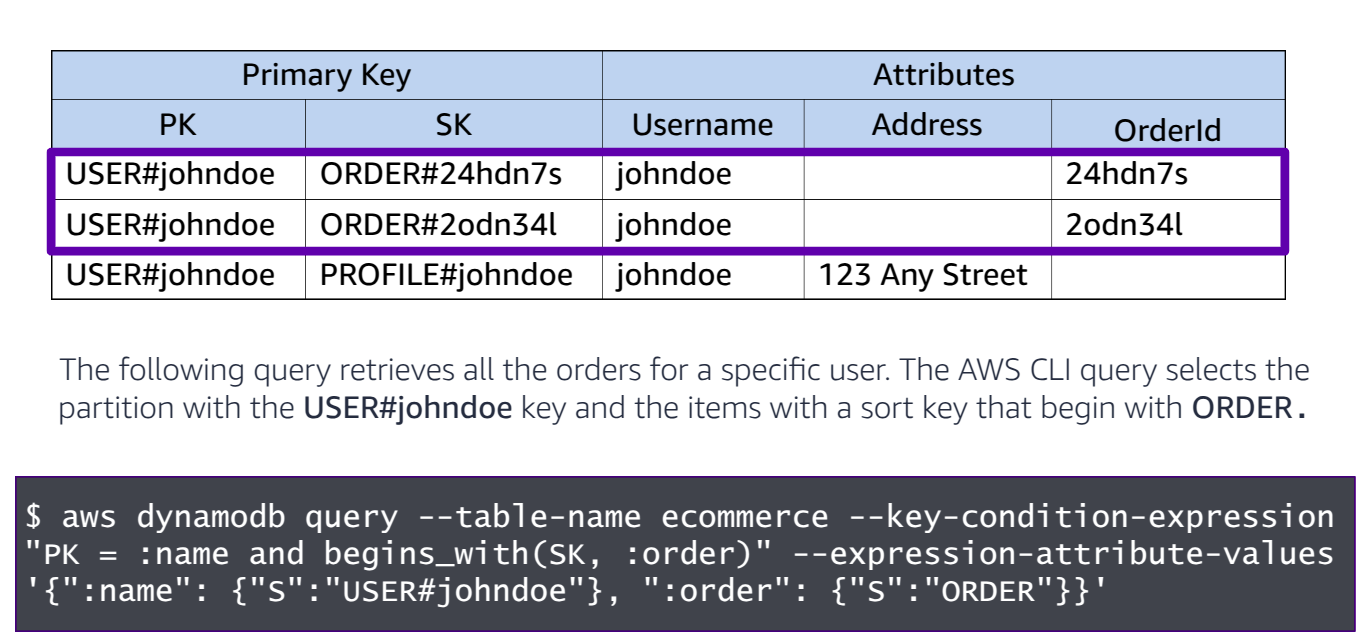 Primary Key Attributes
PK SK Username Address OrderId
USER#johndoe ORDER#24hdn7s johndoe 24hdn7s
USER#johndoe ORDER#2odn34l johndoe 2odn34l
USER#johndoe PROFILE#johndoe johndoe 123 Any Street
The following query retrieves all the orders for a specific user. The AWS CLI query selects the
partition with the USER#johndoe key and the items with a sort key that begin with ORDER.
$ aws dynamodb query --table-name ecommerce --key-condition-expression
"PK = :name and begins_with(SK, :order)" --expression-attribute-values
'{":name": {"S":"USER#johndoe"}, ":order": {"S":"ORDER"}}'